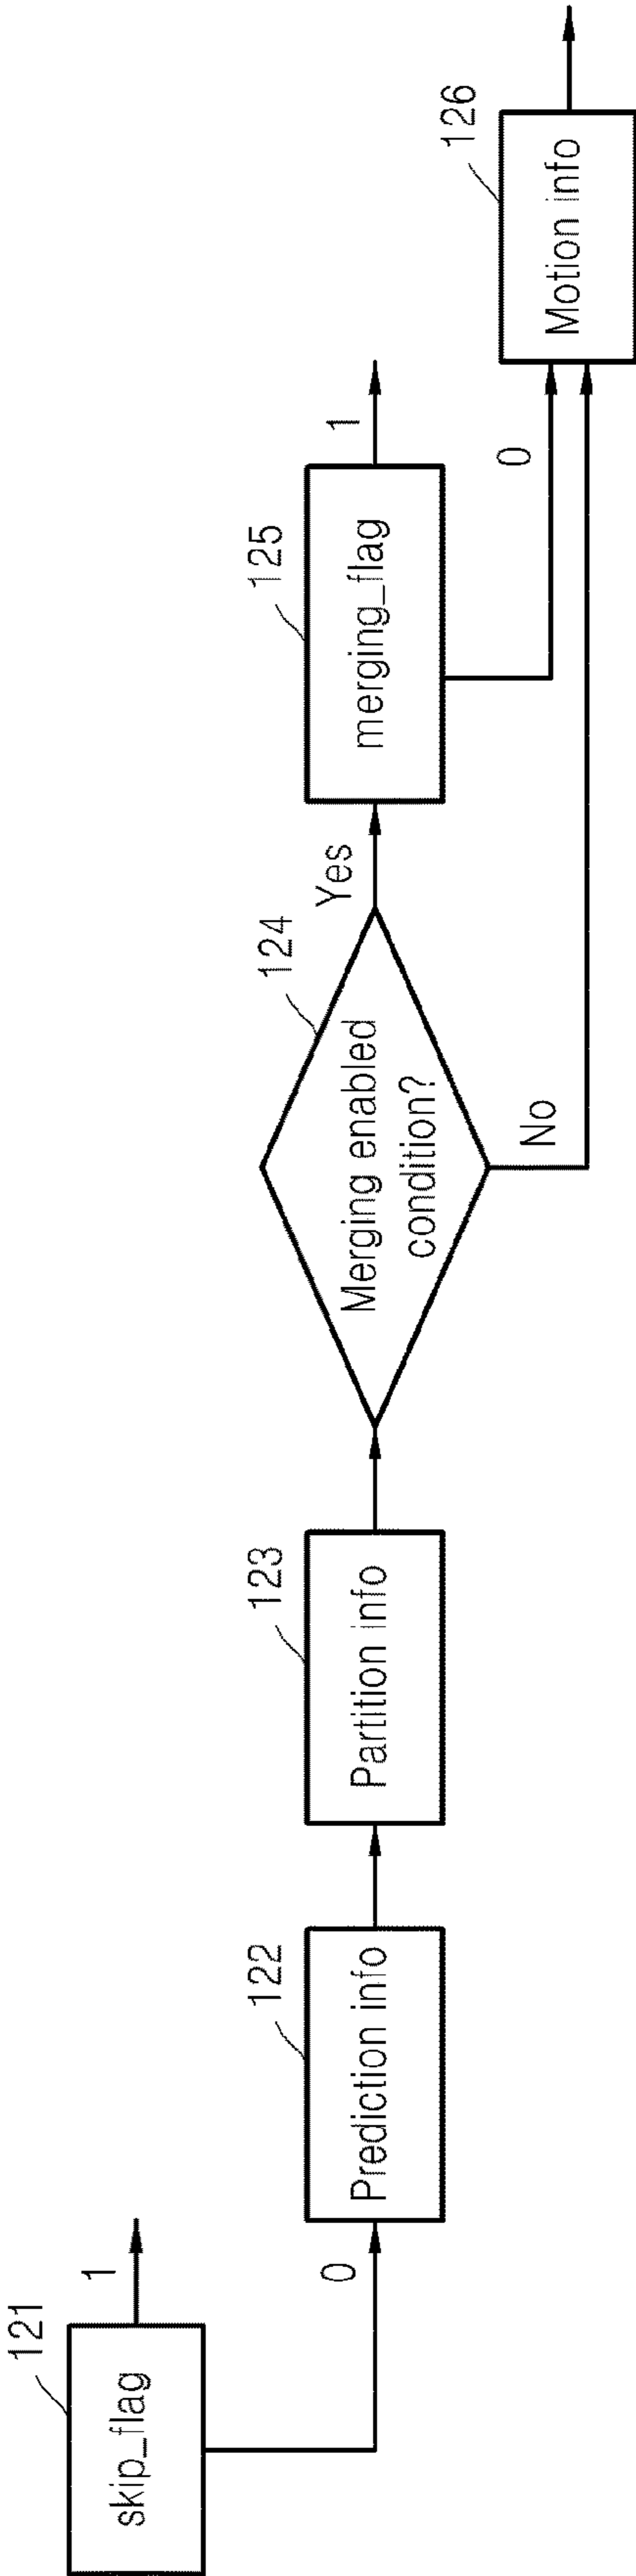 121
skip_flag
1
0
122
Prediction info
123
Partition info
124
Merging enabled
condition?
Yes
No
125
merging_flag
1
0
126
Motion info